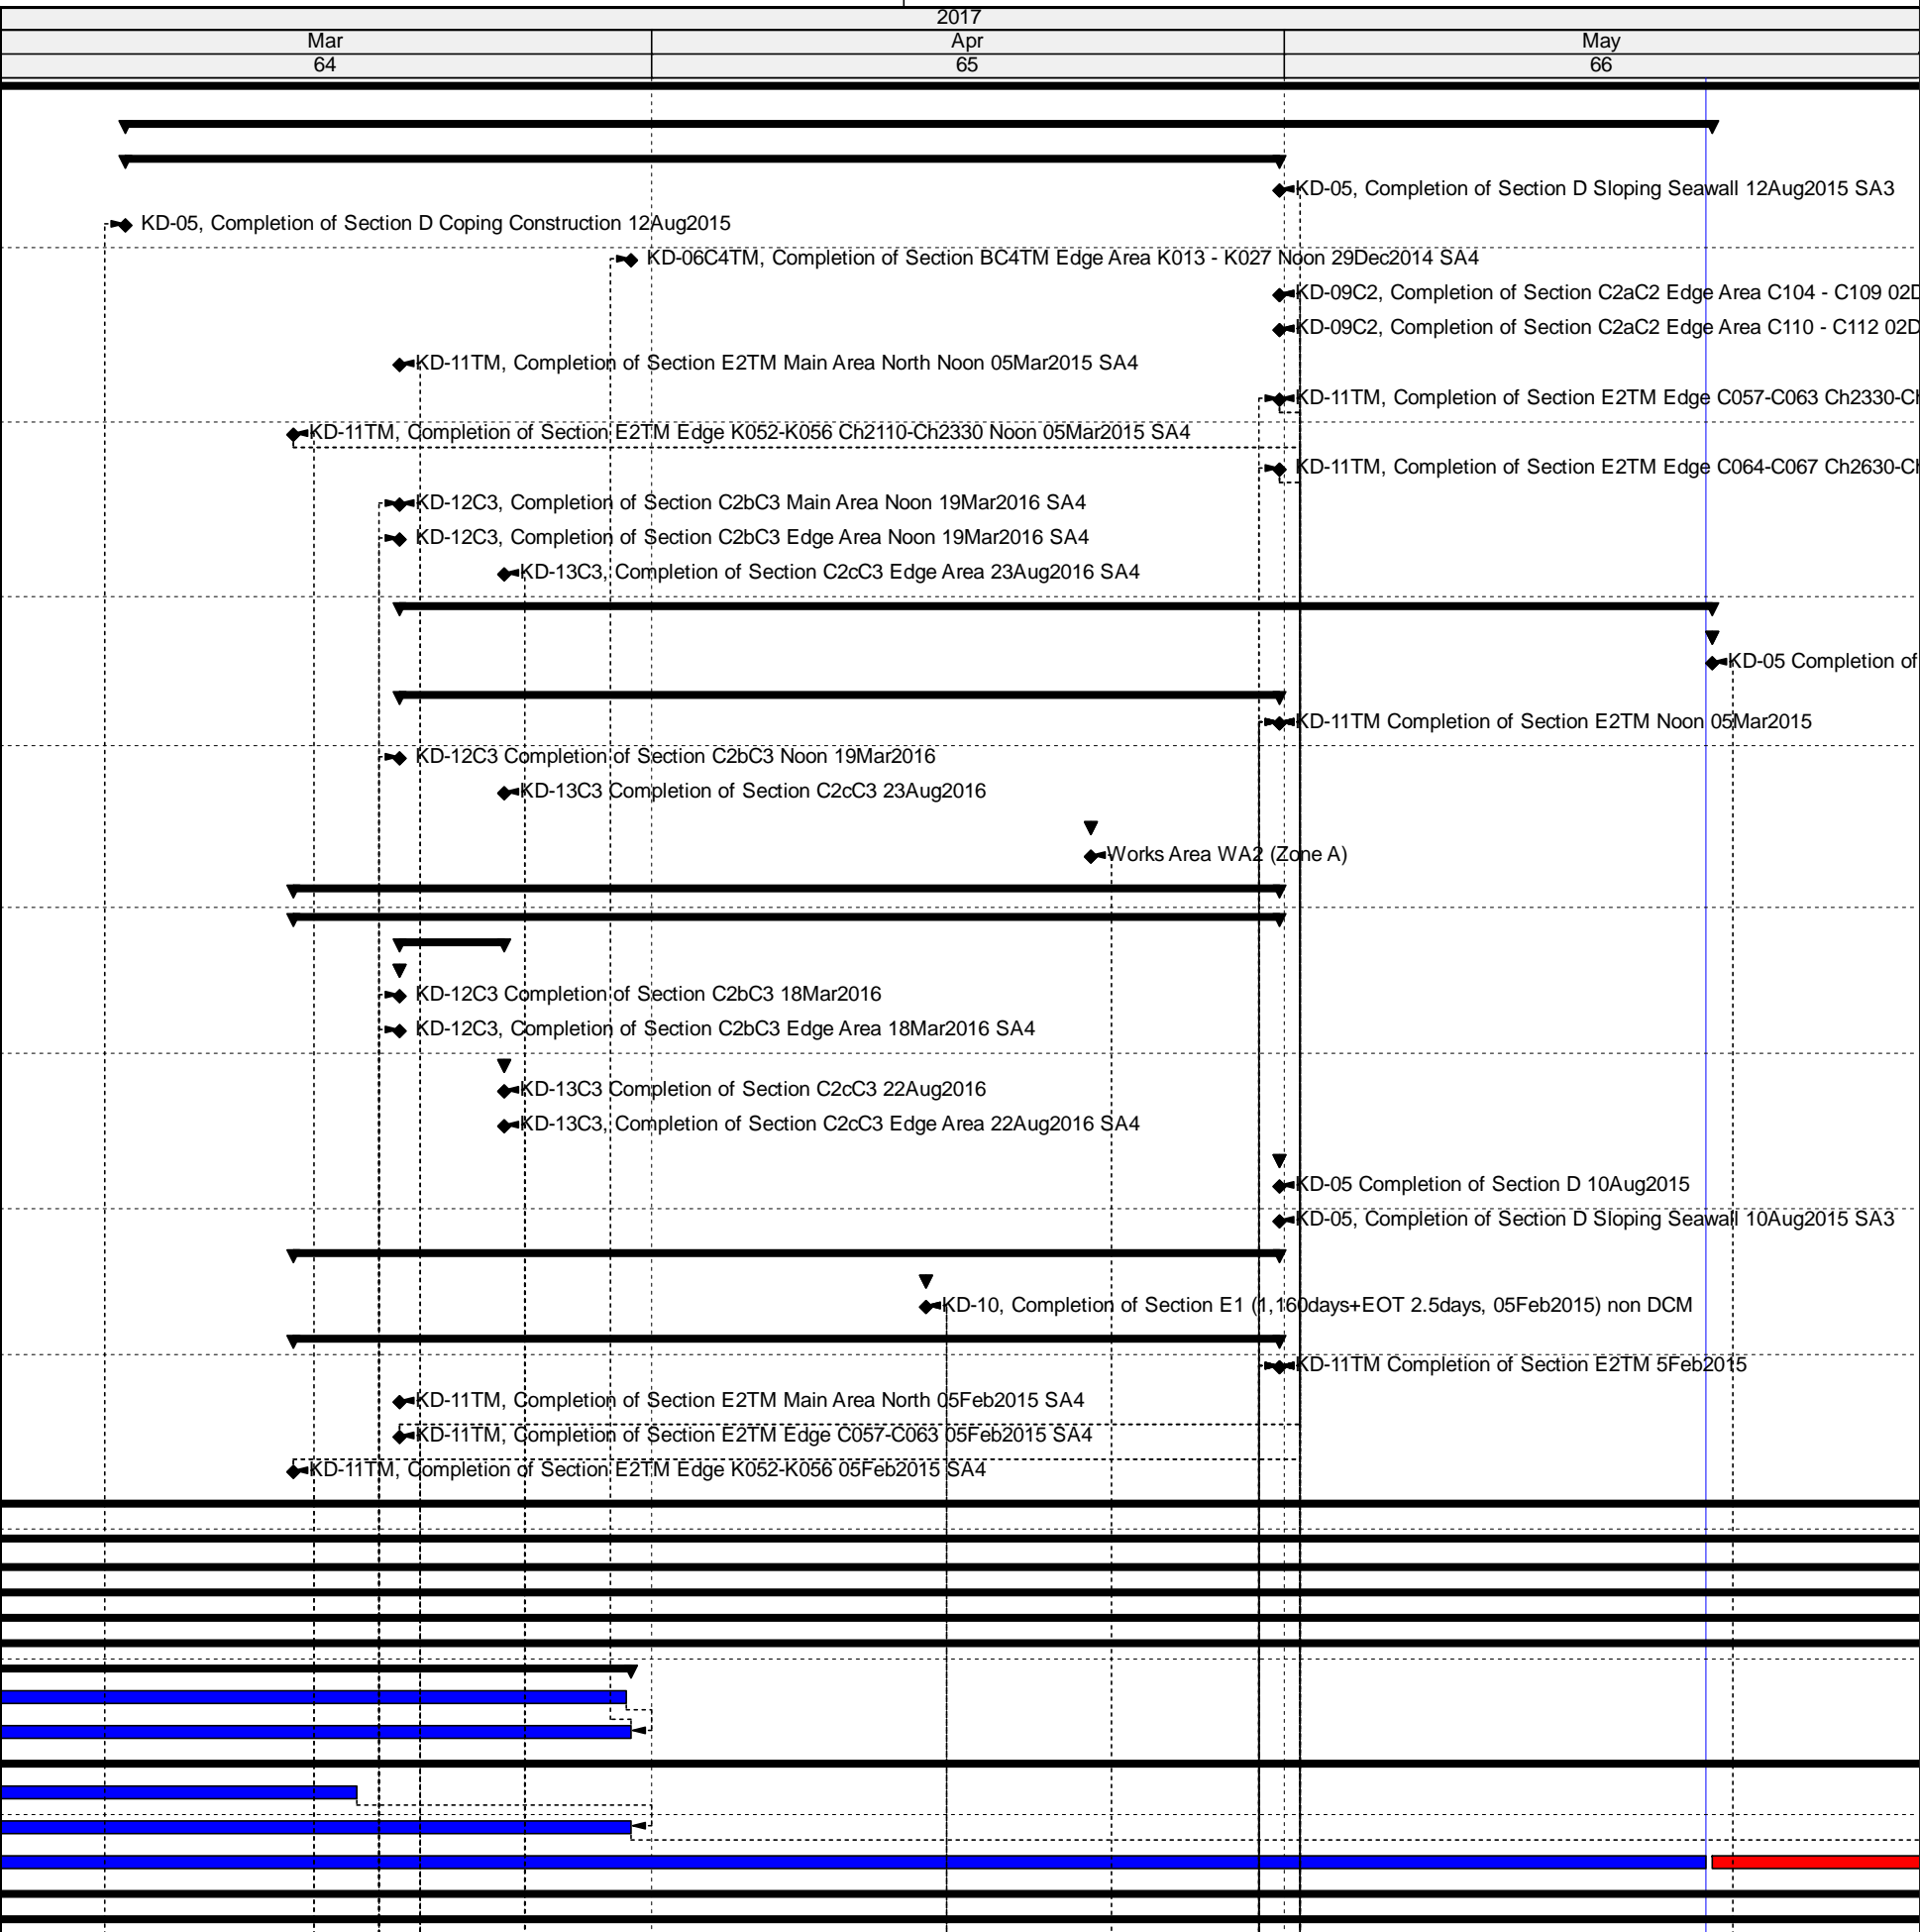 2017
Mar Apr May
64 65 66
KD-05, Completion of Section D Sloping Seawall 12Aug2015 SA3
KD-05, Completion of Section D Coping Construction 12Aug2015
KD-06C4TM, Completion of Section BC4TM Edge Area K013 - K027 Noon 29Dec2014 SA4
KD-09C2, Completion of Section C2aC2 Edge Area C104 - C109 02D
KD-09C2, Completion of Section C2aC2 Edge Area C110 - C112 02D
KD-11TM, Completion of Section E2TM Main Area North Noon 05Mar2015 SA4
KD-11TM, Completion of Section E2TM Edge C057-C063 Ch2330-Ch
KD-11TM, Completion of Section E2TM Edge K052-K056 Ch2110-Ch2330 Noon 05Mar2015 SA4
KD-11TM, Completion of Section E2TM Edge C064-C067 Ch2630-Ch
KD-12C3, Completion of Section C2bC3 Main Area Noon 19Mar2016 SA4
KD-12C3, Completion of Section C2bC3 Edge Area Noon 19Mar2016 SA4
KD-13C3, Completion of Section C2cC3 Edge Area 23Aug2016 SA4
KD-05 Completion of
KD-11TM Completion of Section E2TM Noon 05Mar2015
KD-12C3 Completion of Section C2bC3 Noon 19Mar2016
KD-13C3 Completion of Section C2cC3 23Aug2016
Works Area WA2 (Zone A)
KD-12C3 Completion of Section C2bC3 18Mar2016
KD-12C3, Completion of Section C2bC3 Edge Area 18Mar2016 SA4
KD-13C3 Completion of Section C2cC3 22Aug2016
KD-13C3, Completion of Section C2cC3 Edge Area 22Aug2016 SA4
KD-05 Completion of Section D 10Aug2015
KD-05, Completion of Section D Sloping Seawall 10Aug2015 SA3
KD-10, Completion of Section E1 (1,160days+EOT 2.5days, 05Feb2015) non DCM
KD-11TM Completion of Section E2TM 5Feb2015
KD-11TM, Completion of Section E2TM Main Area North 05Feb2015 SA4
KD-11TM, Completion of Section E2TM Edge C057-C063 05Feb2015 SA4
KD-11TM, Completion of Section E2TM Edge K052-K056 05Feb2015 SA4